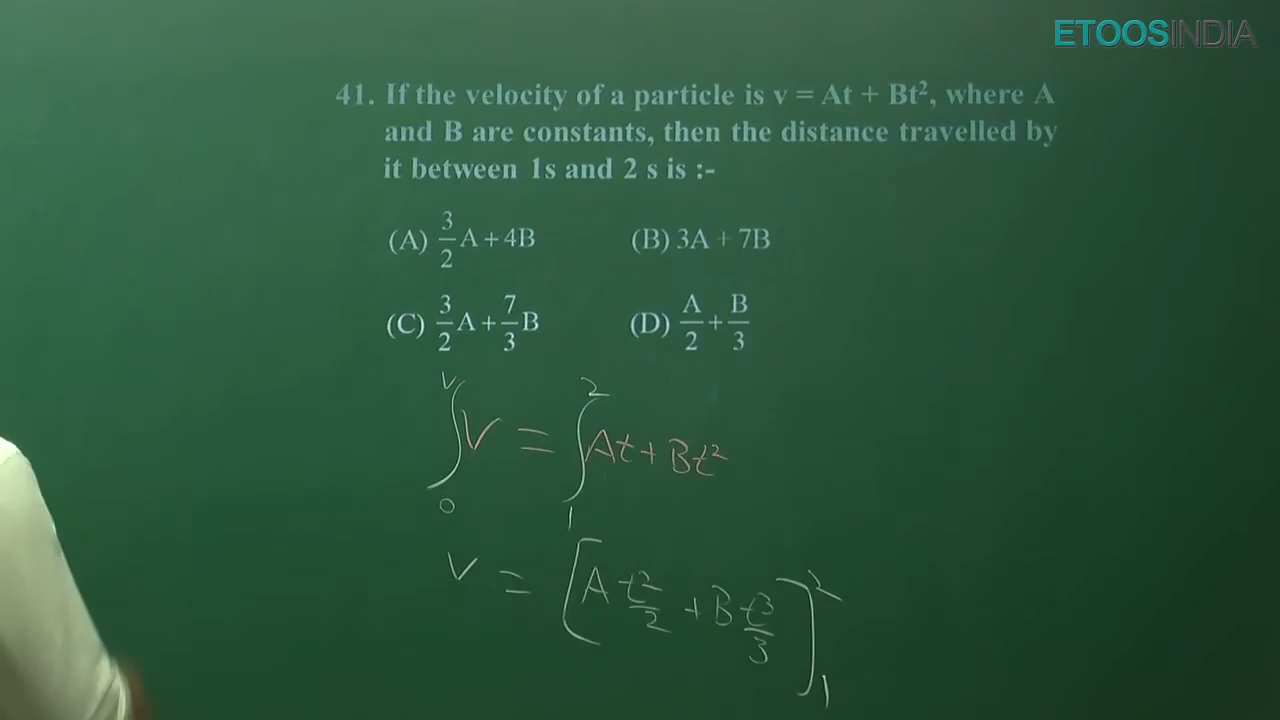 ETOOSINDIA
41. If the velocity of a particle is v = At + Bt², where A
and B are constants, then the distance travelled by
it between 1s and 2 s is :-
(A) 3/2 A + 4B (B) 3A + 7B
(C) 3/2 A + 7/3 B (D) A/2 + B/3
∫₀ⱽ V = ∫₁² At + Bt²
V = [A t²/2 + B t³/3]₁²